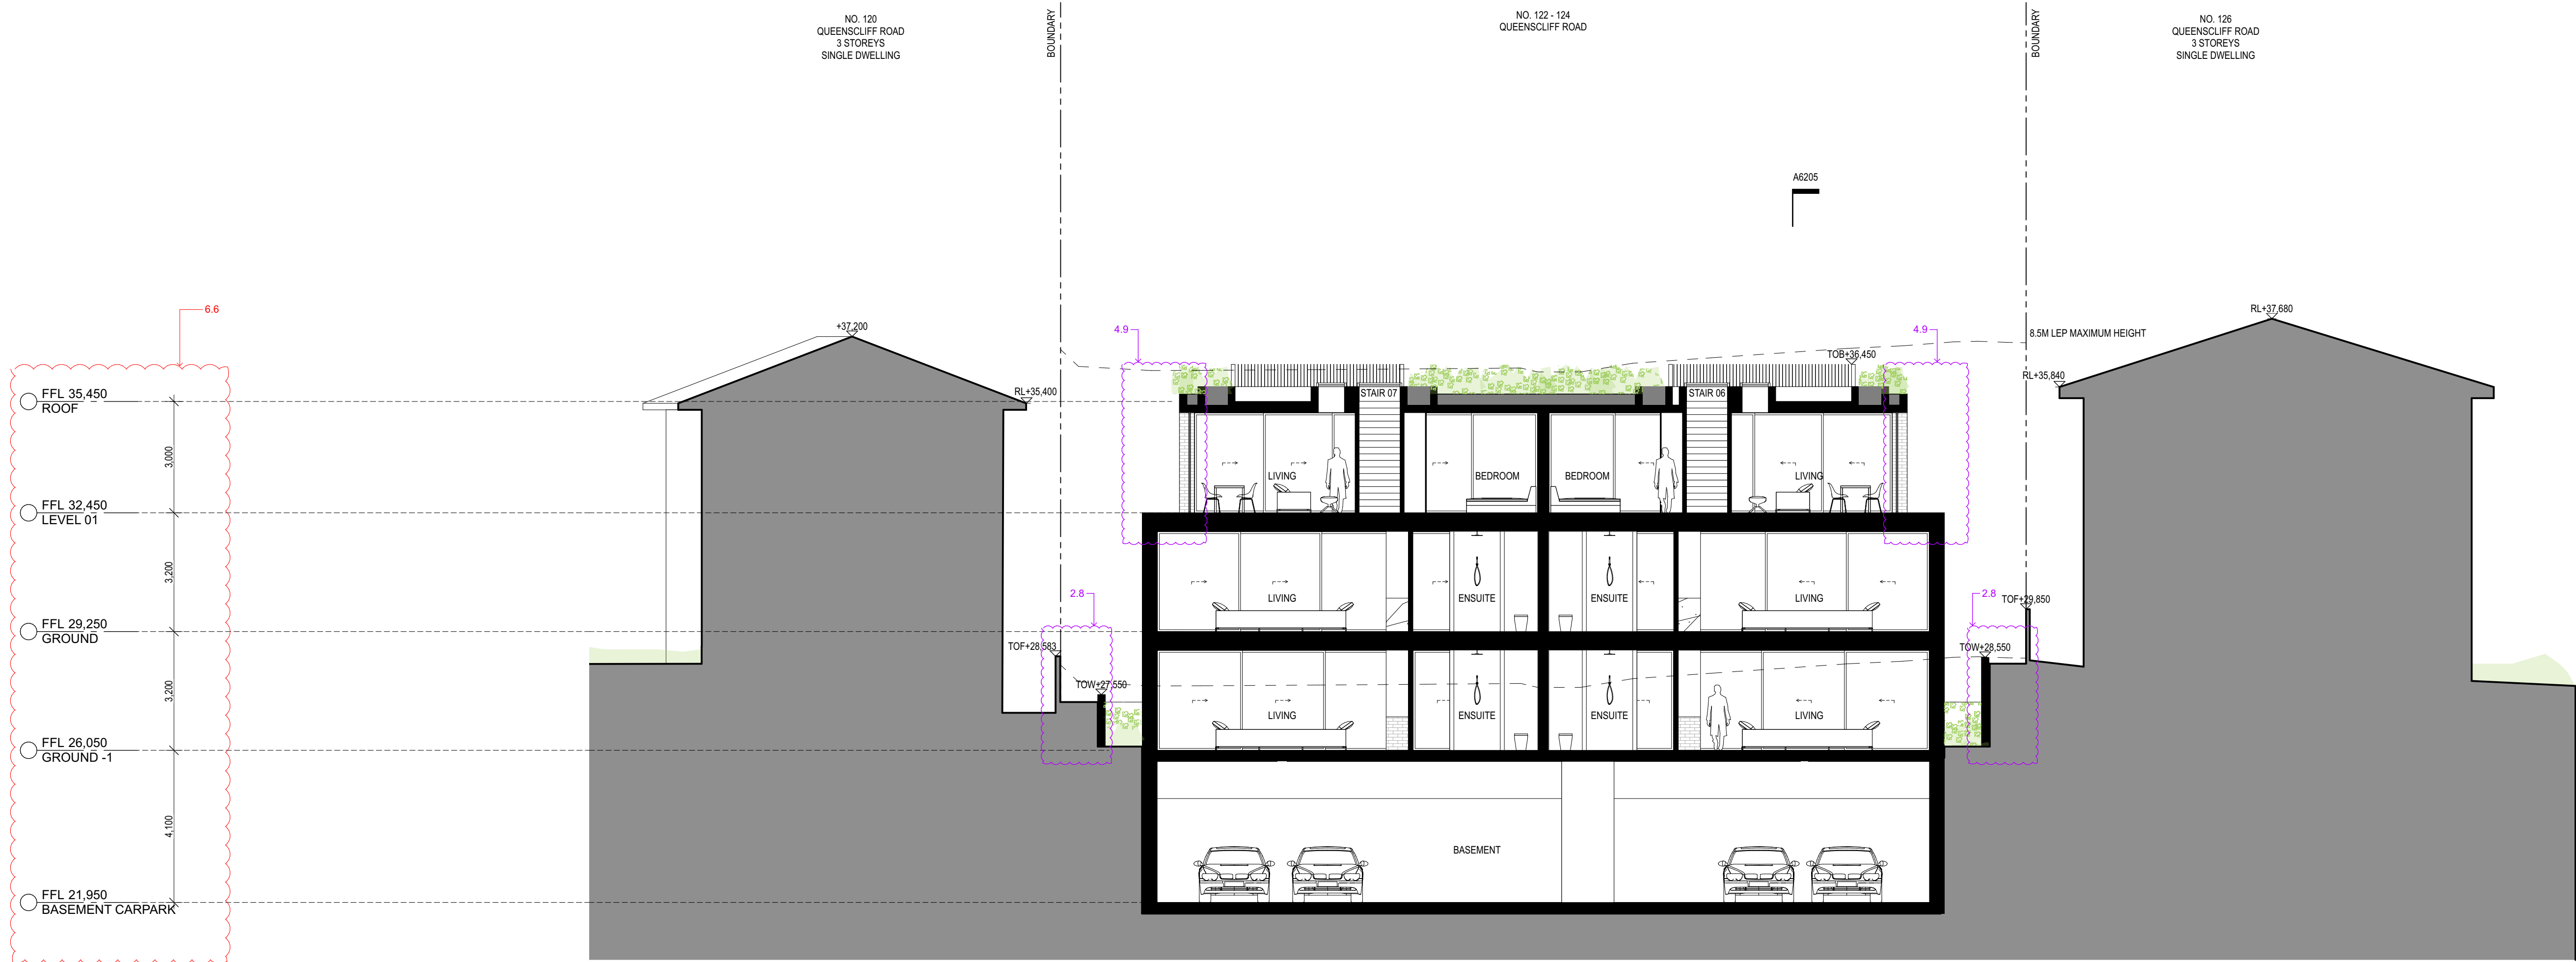 NO. 120
QUEENSCLIFF ROAD
3 STOREYS
SINGLE DWELLING
BOUNDARY
NO. 122 - 124
QUEENSCLIFF ROAD
BOUNDARY
NO. 126
QUEENSCLIFF ROAD
3 STOREYS
SINGLE DWELLING
A6205
6.6
+37,200
4.9
4.9
8.5M LEP MAXIMUM HEIGHT
RL+37,680
TOB+36,450
RL+35,840
RL+35,400
FFL 35,450
ROOF
STAIR 07
STAIR 06
3,000
LIVING
BEDROOM
BEDROOM
LIVING
FFL 32,450
LEVEL 01
3,200
2.8
LIVING
ENSUITE
ENSUITE
LIVING
2.8
TOF+29,850
FFL 29,250
GROUND
TOF+28,583
TOW+28,550
3,200
TOW+27,550
LIVING
ENSUITE
ENSUITE
LIVING
FFL 26,050
GROUND -1
4,100
BASEMENT
FFL 21,950
BASEMENT CARPARK